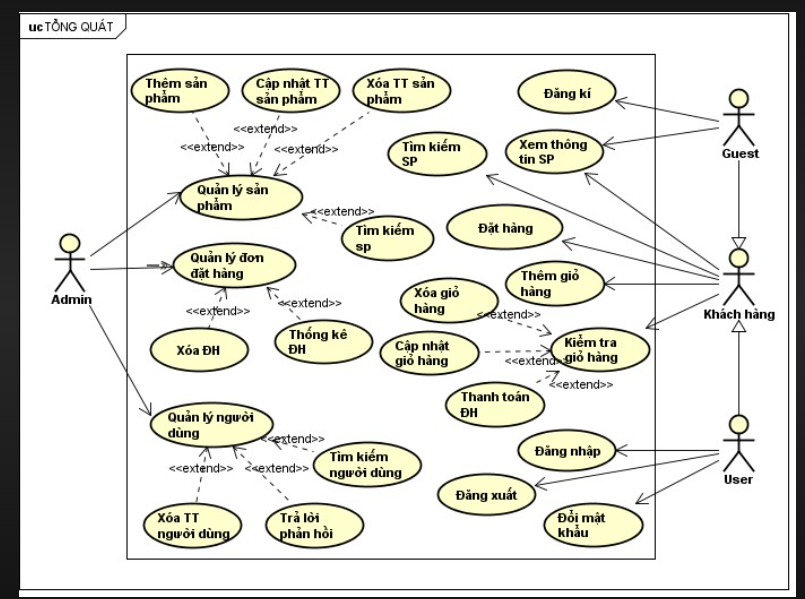 uc TỔNG QUÁT
Thêm sản
phẩm
Cập nhật TT
sản phẩm
Xóa TT sản
phẩm
Đăng kí
<<extend>>
<<extend>>
<<extend>>
Tìm kiếm
SP
Xem thông
tin SP
Guest
Quản lý sản
phẩm
<<extend>>
Tìm kiếm
sp
Đặt hàng
Quản lý đơn
đặt hàng
Admin
Thêm giỏ
hàng
Xóa giỏ
hàng
Khách hàng
<<extend>>
<<extend>>
<<extend>>
Xóa ĐH
Thống kê
ĐH
Cập nhật
giỏ hàng
Kiểm tra
giỏ hàng
<<extend>>
<<extend>>
Thanh toán
ĐH
Quản lý người
dùng
<<extend>>
Đăng nhập
Tìm kiếm
người dùng
<<extend>>
<<extend>>
User
Đăng xuất
Xóa TT
người dùng
Trả lời
phản hồi
Đổi mật
khẩu